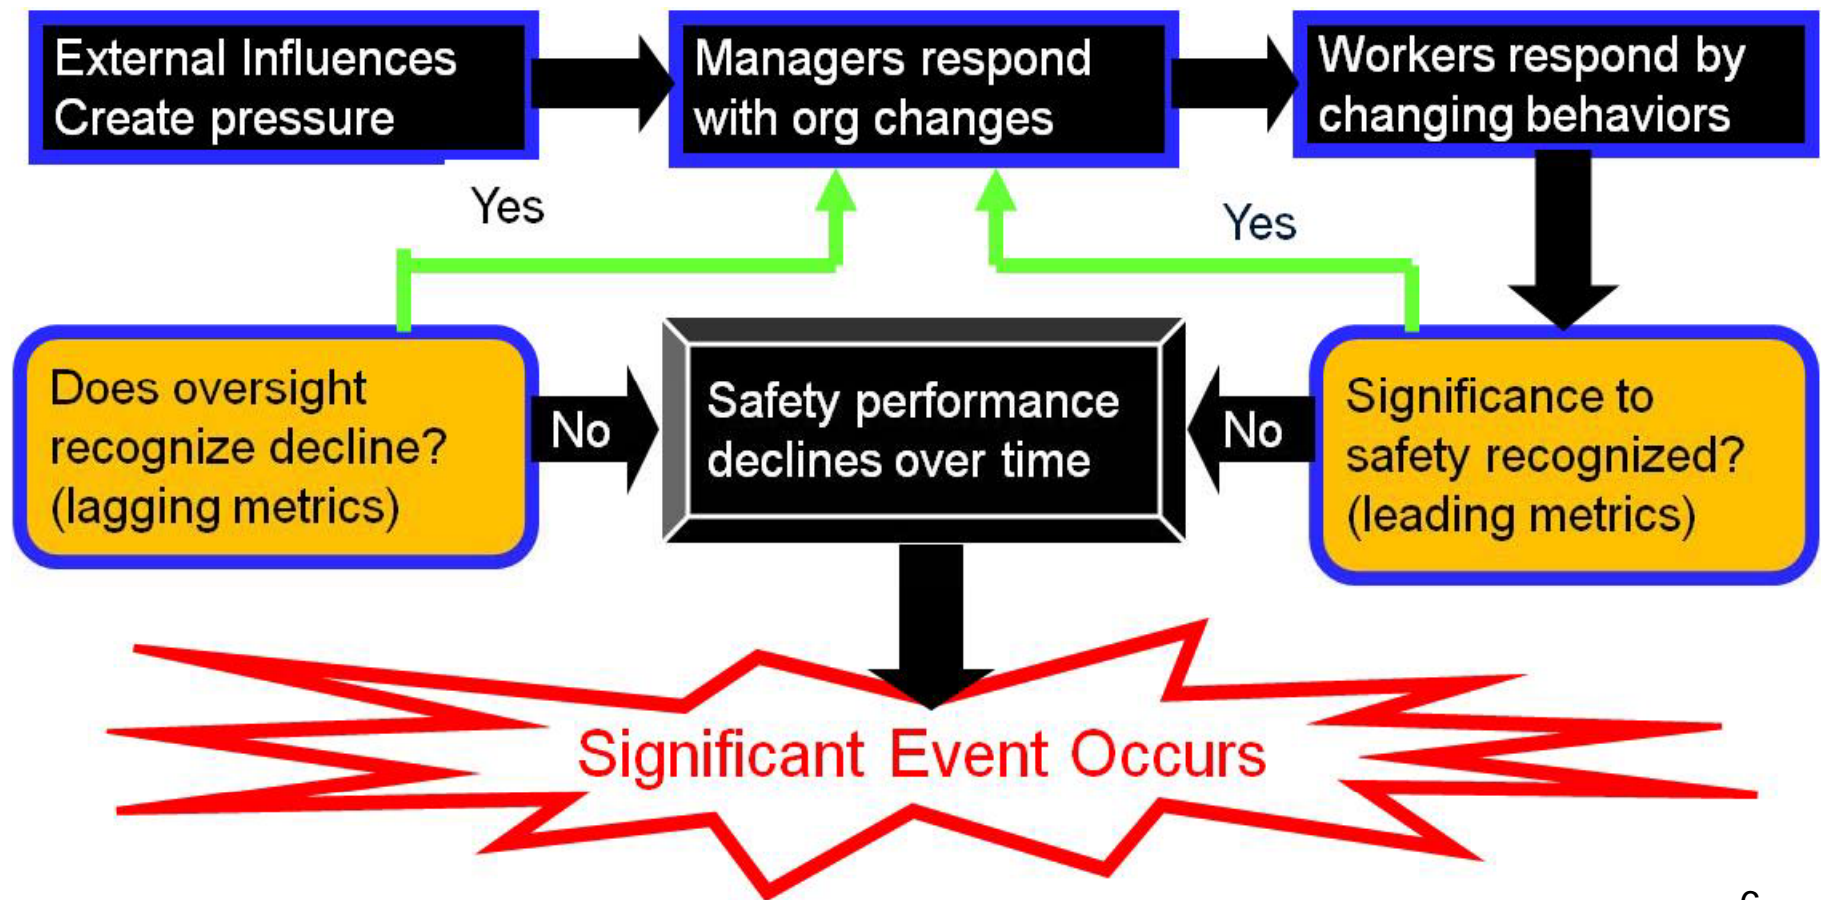 External Influences
Create pressure
Managers respond
with org changes
Workers respond by
changing behaviors
Yes
Yes
Does oversight
recognize decline?
(lagging metrics)
No
Safety performance
declines over time
No
Significance to
safety recognized?
(leading metrics)
Significant Event Occurs